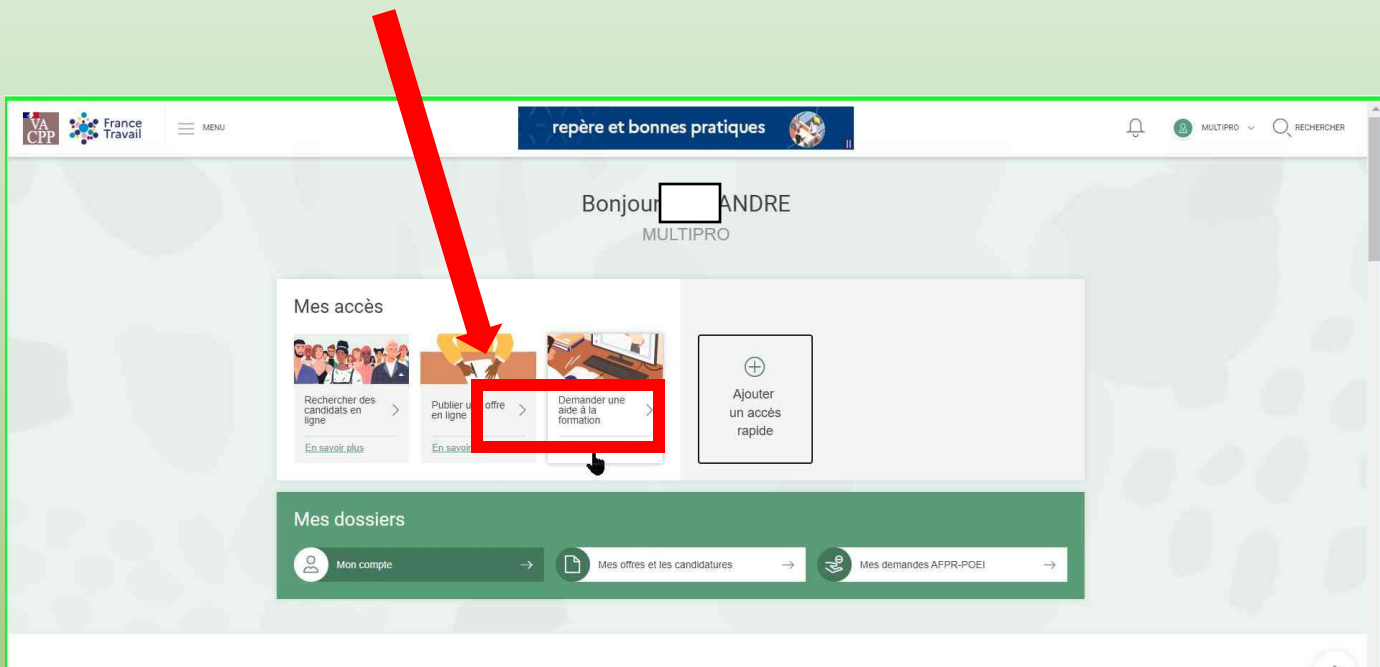 VA
CPP
France
Travail
MENU
repère et bonnes pratiques
MULTIPRO
RECHERCHER
Bonjour ANDRE
MULTIPRO
Mes accès
Rechercher des
candidats en
ligne
En savoir plus
Publier offre
en ligne
En savoir
Demander une
aide à la
formation
Ajouter
un accès
rapide
Mes dossiers
Mon compte
Mes offres et les candidatures
Mes demandes AFPR-POEI